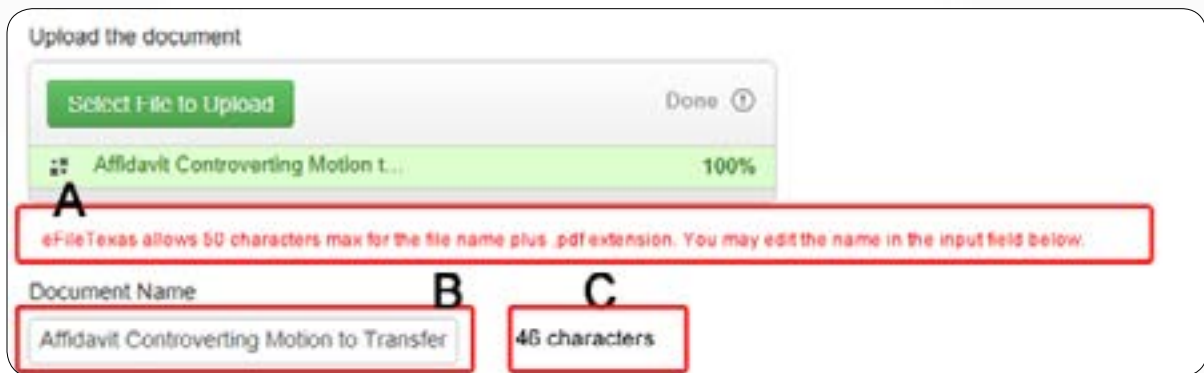 Upload the document
Select File to Upload
Done
Affidavit Controverting Motion t... 100%
A
eFileTexas allows 50 characters max for the file name plus .pdf extension. You may edit the name in the input field below.
Document Name
B
C
Affidavit Controverting Motion to Transfer
46 characters